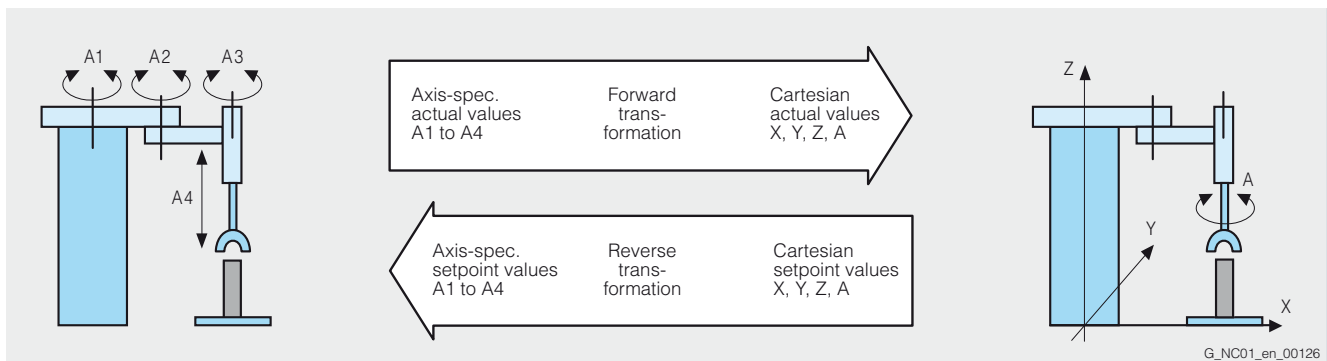 A1
A2
A3
A4
Axis-spec.
actual values
A1 to A4
Forward
trans-
formation
Cartesian
actual values
X, Y, Z, A
Axis-spec.
setpoint values
A1 to A4
Reverse
trans-
formation
Cartesian
setpoint values
X, Y, Z, A
Z
A
Y
X
G_NC01_en_00126